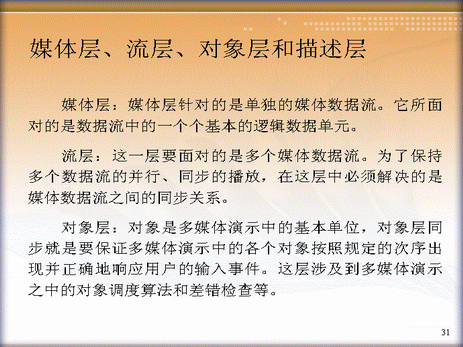 媒体层、流层、对象层和描述层
媒体层：媒体层针对的是单独的媒体数据流。它所面
对的是数据流中的一个个基本的逻辑数据单元。
流层：这一层要面对的是多个媒体数据流。为了保持
多个数据流的并行、同步的播放，在这层中必须解决的是
媒体数据流之间的同步关系。
对象层：对象是多媒体演示中的基本单位，对象层同
步就是要保证多媒体演示中的各个对象按照规定的次序出
现并正确地响应用户的输入事件。这层涉及到多媒体演示
之中的对象调度算法和差错检查等。
31